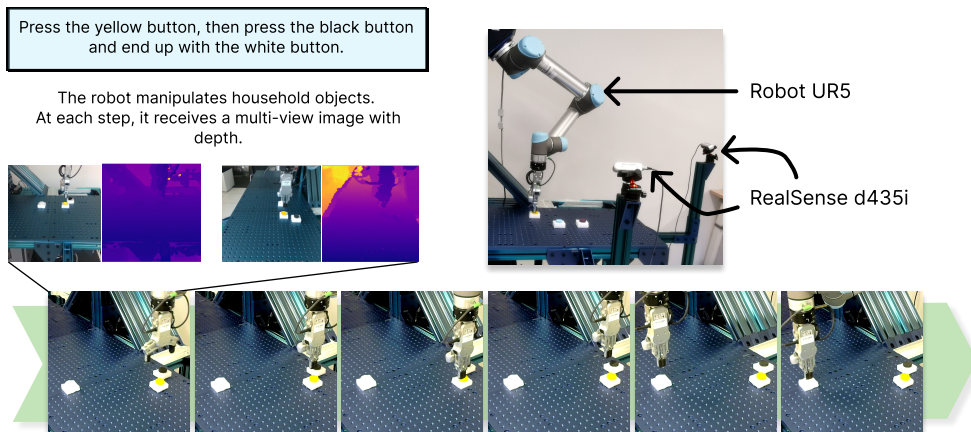 Press the yellow button, then press the black button
and end up with the white button.
The robot manipulates household objects.
At each step, it receives a multi-view image with
depth.
Robot UR5
RealSense d435i